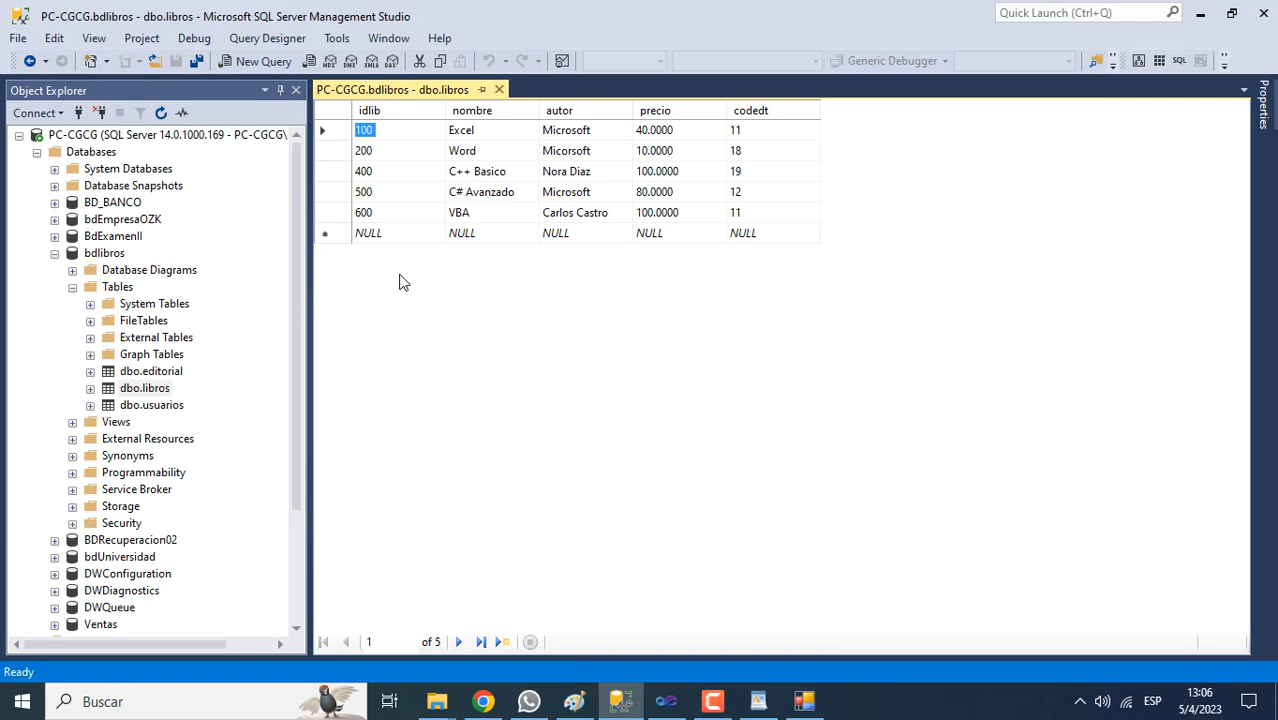 PC-CGCG.bdlibros - dbo.libros - Microsoft SQL Server Management Studio
Quick Launch (Ctrl+Q)
File Edit View Project Debug Query Designer Tools Window Help
New Query
MDX DMX XMLA DAX
Generic Debugger
SQL
Object Explorer
PC-CGCG.bdlibros - dbo.libros
Properties
Connect
PC-CGCG (SQL Server 14.0.1000.169 - PC-CGCG\
Databases
System Databases
Database Snapshots
BD_BANCO
bdEmpresaOZK
BdExamenII
bdlibros
Database Diagrams
Tables
System Tables
FileTables
External Tables
Graph Tables
dbo.editorial
dbo.libros
dbo.usuarios
Views
External Resources
Synonyms
Programmability
Service Broker
Storage
Security
BDRecuperacion02
bdUniversidad
DWConfiguration
DWDiagnostics
DWQueue
Ventas
idlib nombre autor precio codedt
100 Excel Microsoft 40.0000 11
200 Word Micorsoft 10.0000 18
400 C++ Basico Nora Diaz 100.0000 19
500 C# Avanzado Microsoft 80.0000 12
600 VBA Carlos Castro 100.0000 11
NULL NULL NULL NULL NULL
1 of 5
Ready
Buscar
ESP
13:06
5/4/2023